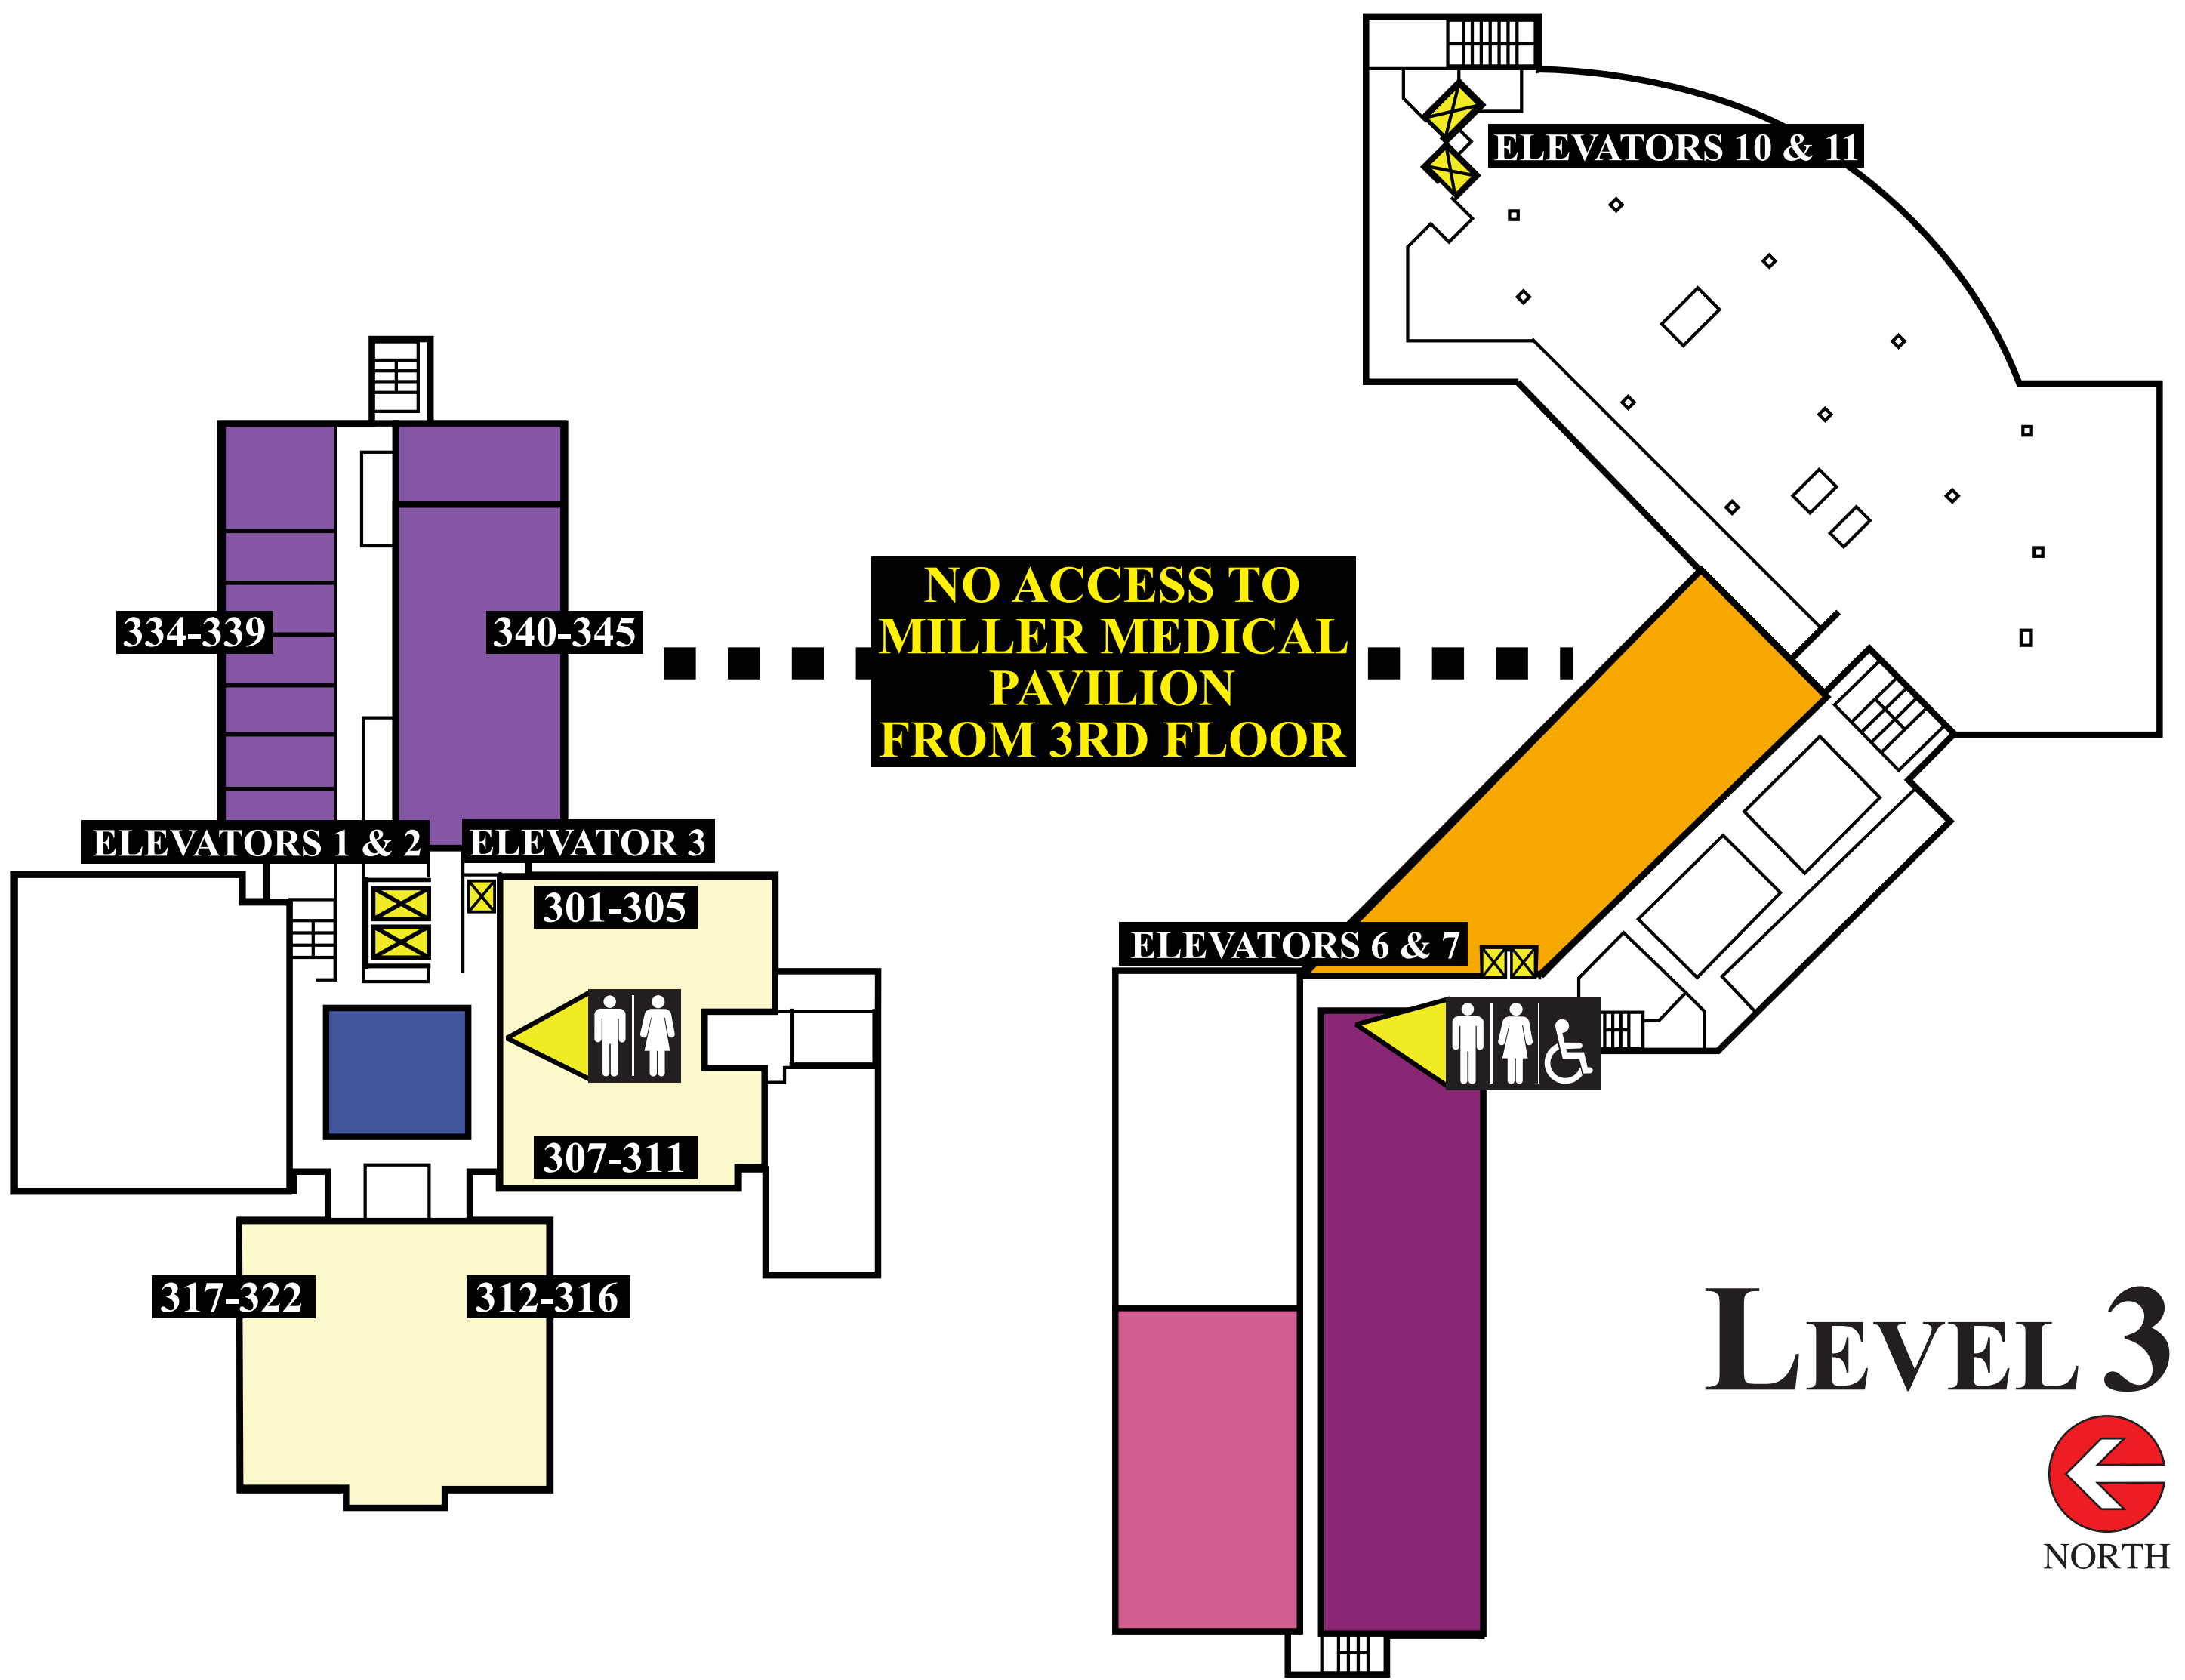 ELEVATORS 10 & 11
NO ACCESS TO
MILLER MEDICAL
PAVILION
FROM 3RD FLOOR
334-339
340-345
ELEVATORS 1 & 2
ELEVATOR 3
301-305
ELEVATORS 6 & 7
307-311
317-322
312-316
LEVEL 3
NORTH